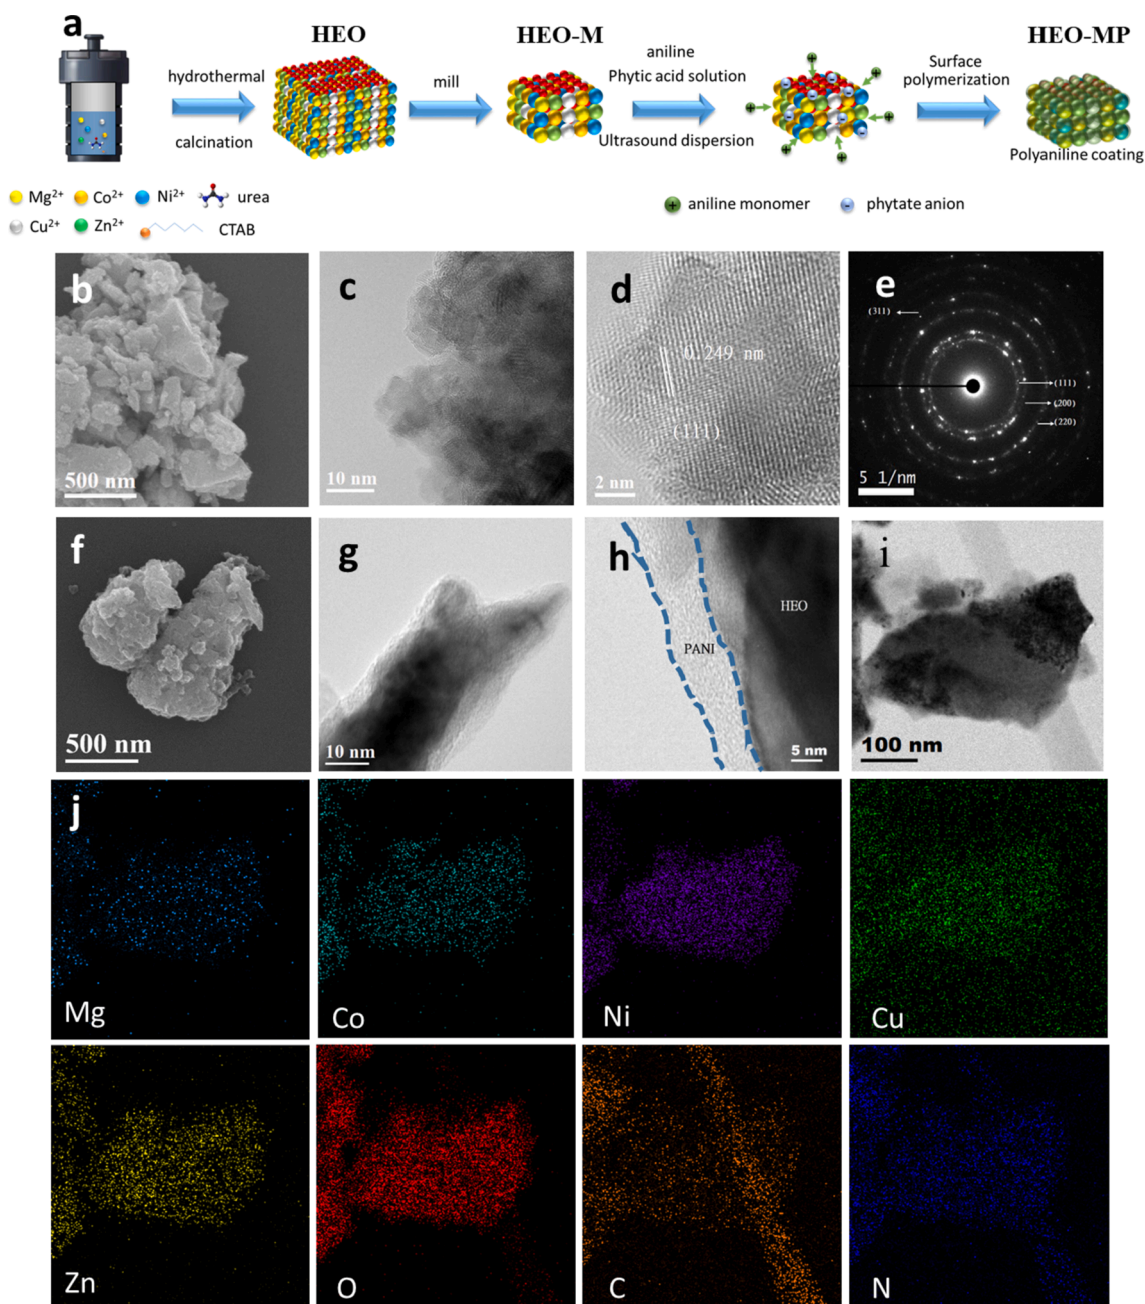 a
HEO
HEO-M
HEO-MP
hydrothermal
calcination
mill
aniline
Phytic acid solution
Ultrasound dispersion
Surface
polymerization
Polyaniline coating
Mg²⁺
Co²⁺
Ni²⁺
urea
Cu²⁺
Zn²⁺
CTAB
+ aniline monomer
- phytate anion
b
500 nm
c
10 nm
d
0.249 nm
(111)
2 nm
e
(311)
(111)
(200)
(220)
5 1/nm
f
500 nm
g
10 nm
h
PANI
HEO
5 nm
i
100 nm
j
Mg
Co
Ni
Cu
Zn
O
C
N